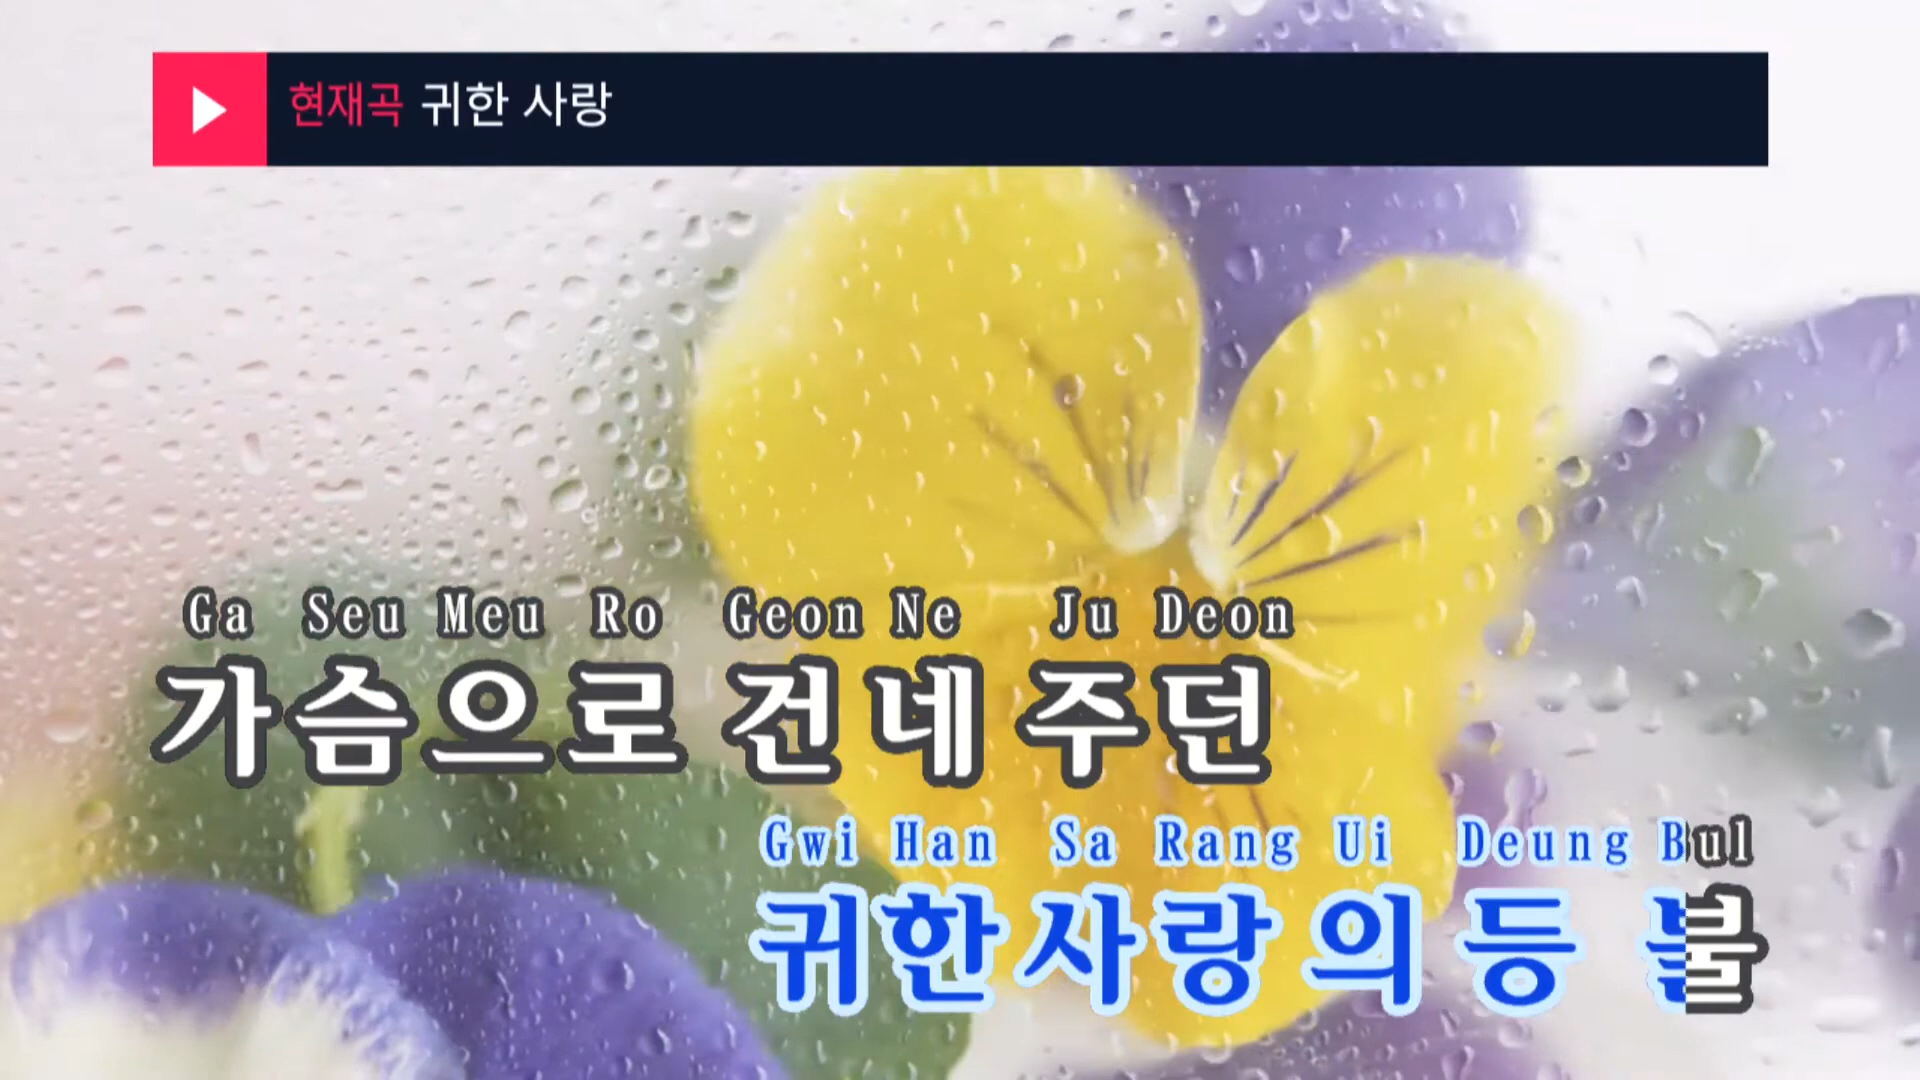 현재곡 귀한 사랑
Ga Seu Meu Ro Geon Ne Ju Deon
가슴으로 건네 주던
Gwi Han Sa Rang Ui Deung Bul
귀한 사랑의 등 불